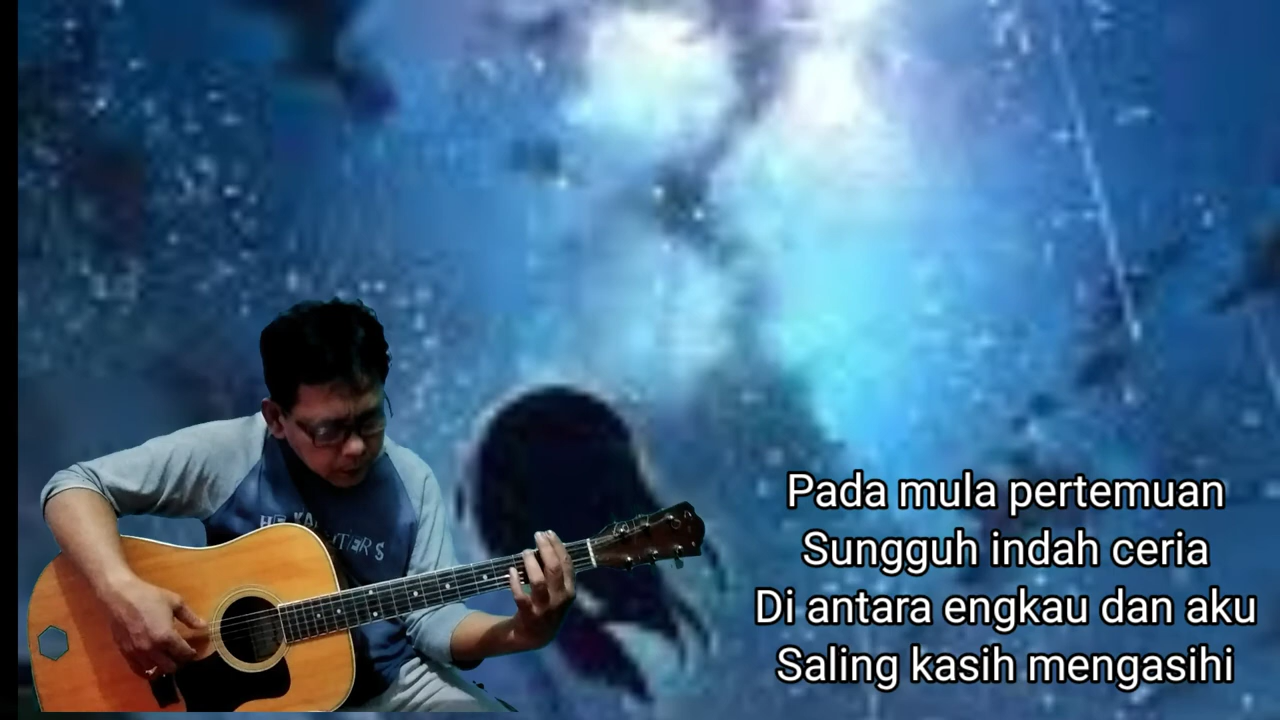 Pada mula pertemuan
Sungguh indah ceria
Di antara engkau dan aku
Saling kasih mengasihi